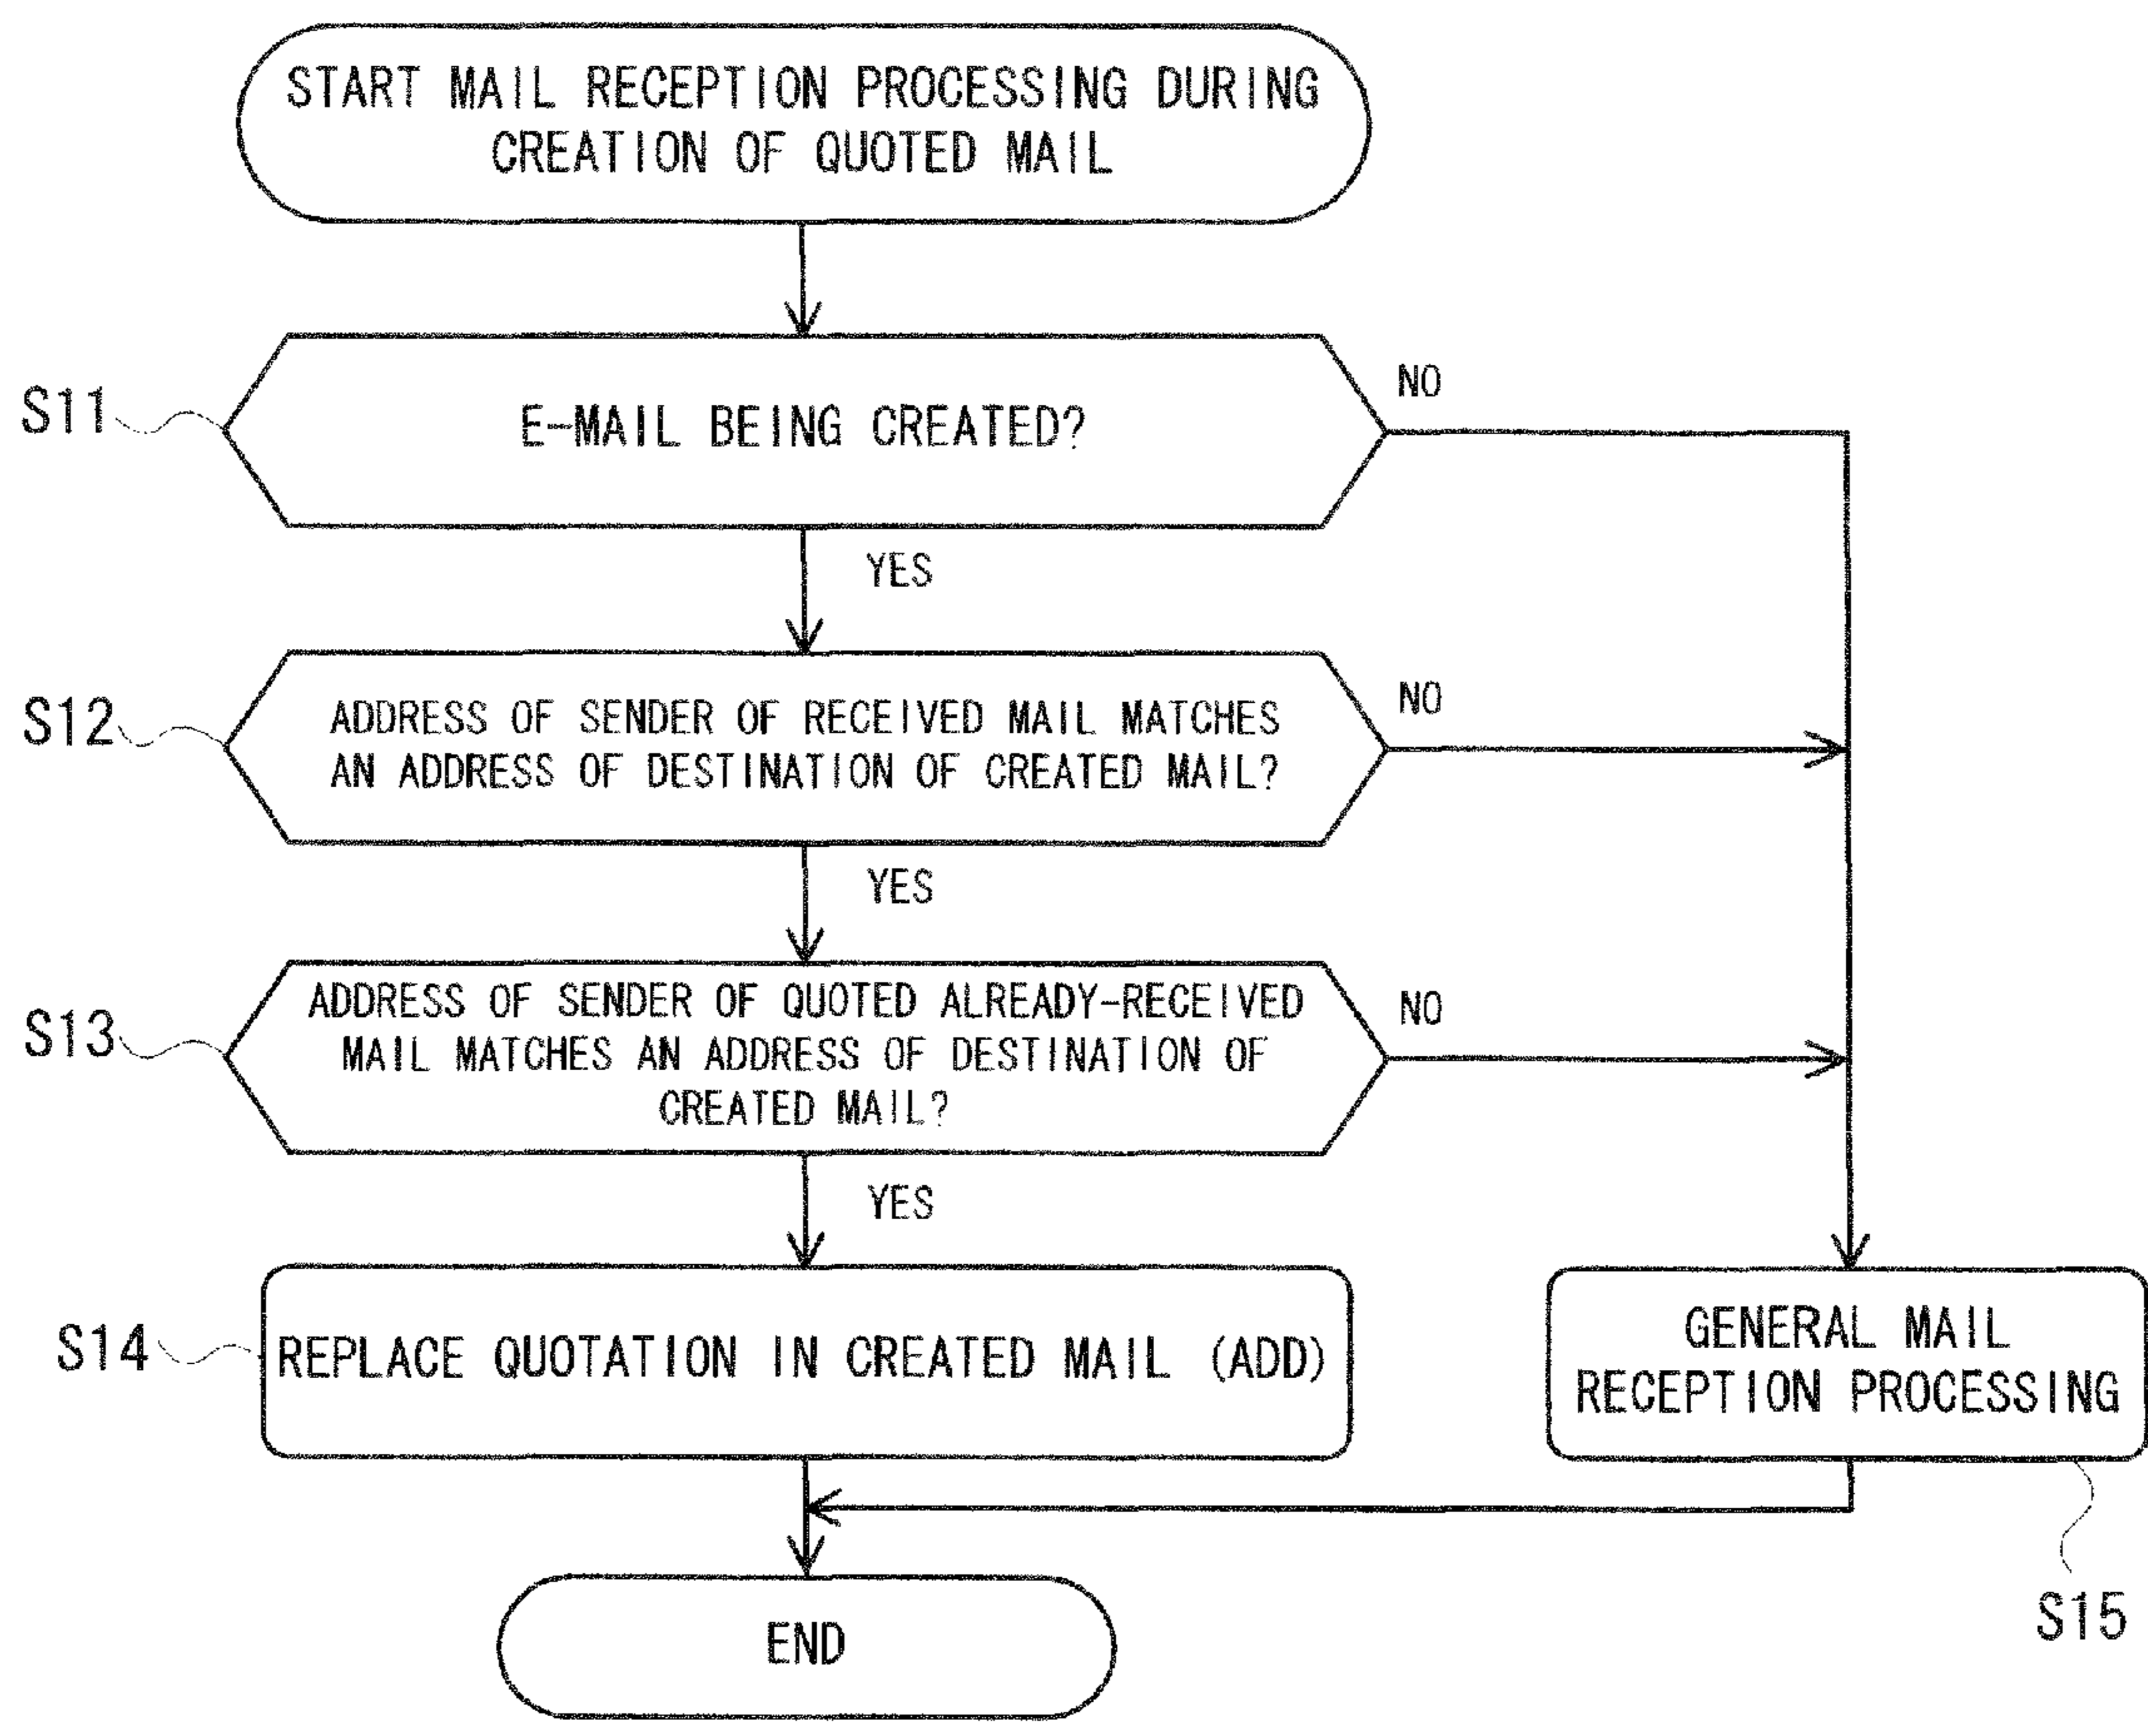 START MAIL RECEPTION PROCESSING DURING
CREATION OF QUOTED MAIL
S11
E-MAIL BEING CREATED?
NO
YES
S12
ADDRESS OF SENDER OF RECEIVED MAIL MATCHES
AN ADDRESS OF DESTINATION OF CREATED MAIL?
NO
YES
S13
ADDRESS OF SENDER OF QUOTED ALREADY-RECEIVED
MAIL MATCHES AN ADDRESS OF DESTINATION OF
CREATED MAIL?
NO
YES
S14
REPLACE QUOTATION IN CREATED MAIL (ADD)
GENERAL MAIL
RECEPTION PROCESSING
S15
END